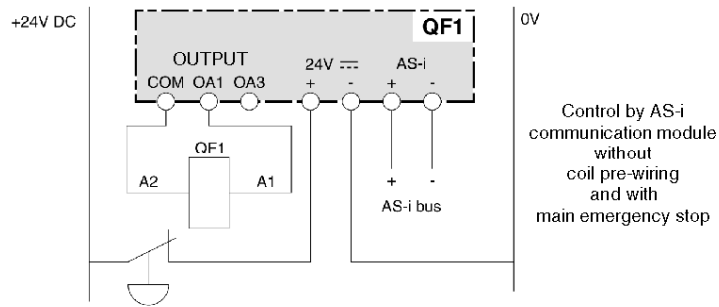 +24V DC
QF1
0V
OUTPUT
24V
AS-i
COM OA1 OA3
+ - + -
QF1
A2
A1
+ -
AS-i bus
Control by AS-i
communication module
without
coil pre-wiring
and with
main emergency stop